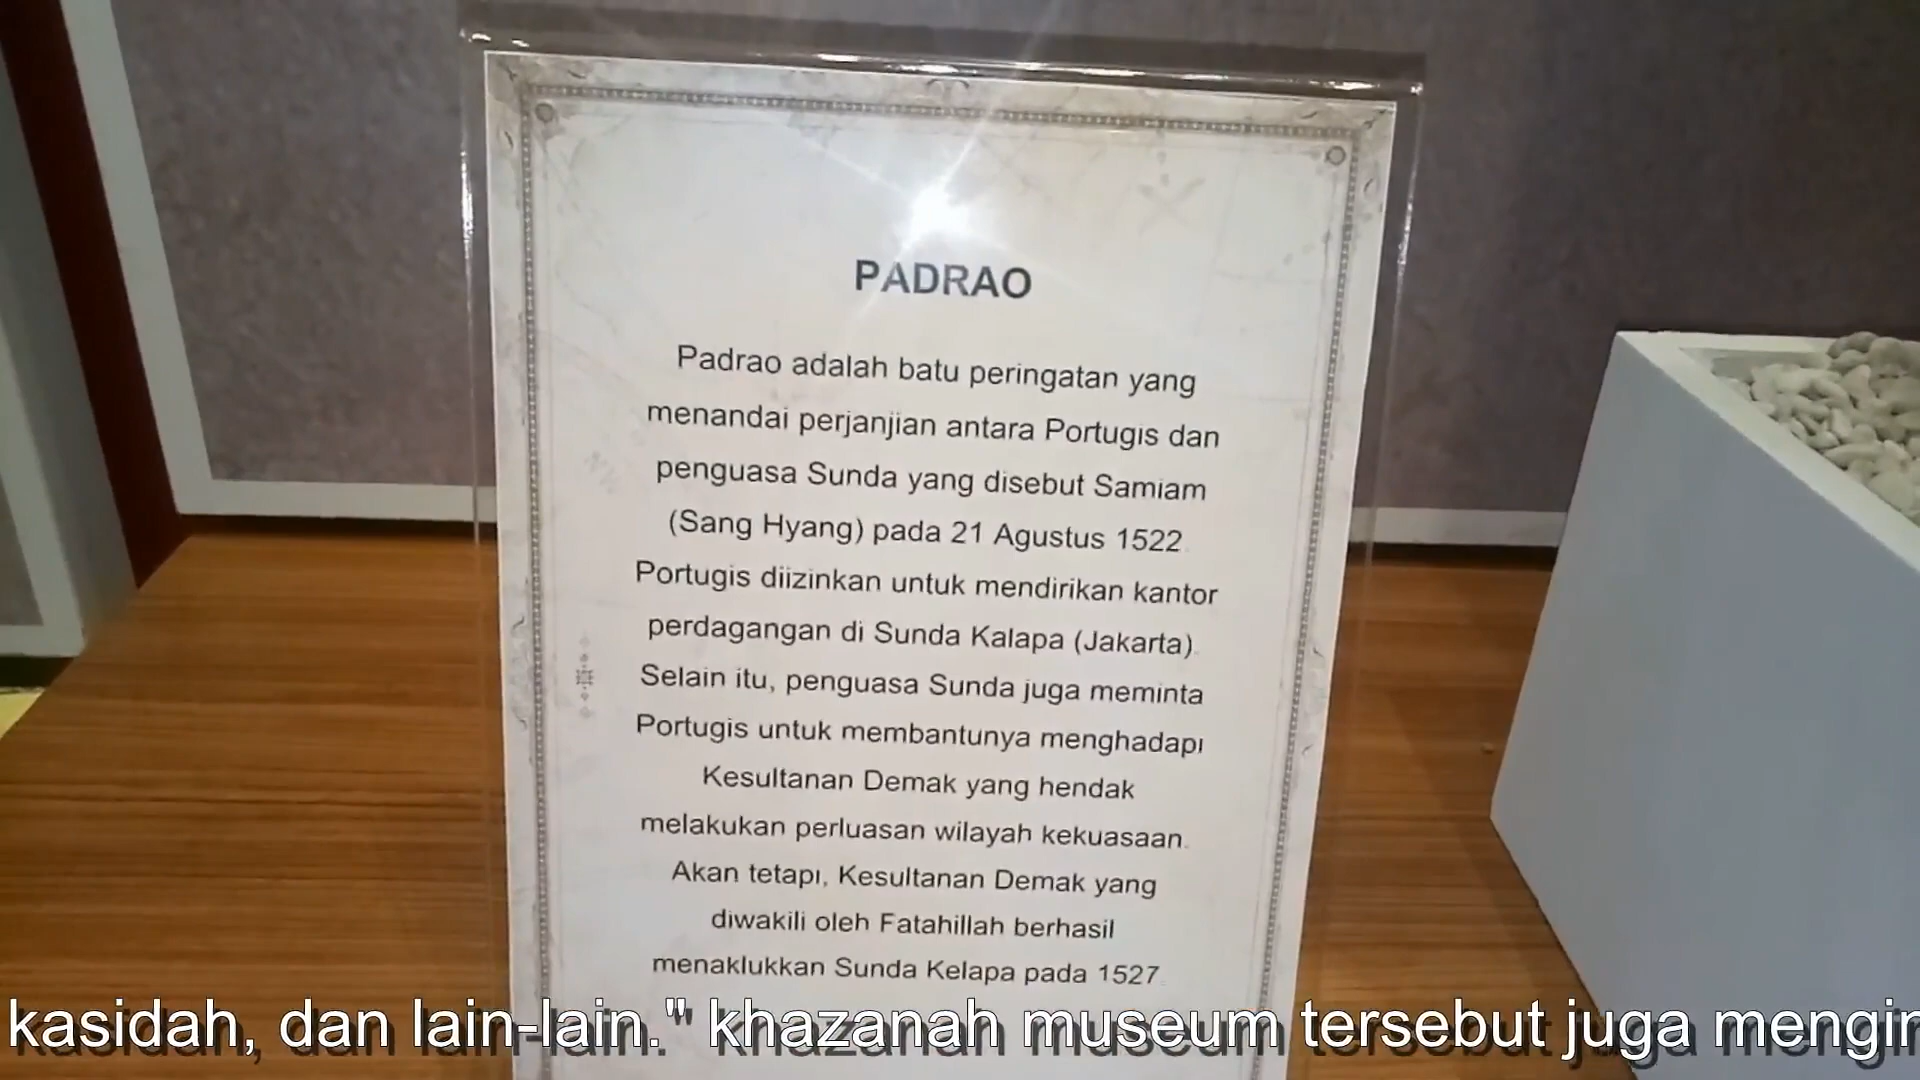 PADRAO
Padrao adalah batu peringatan yang
menandai perjanjian antara Portugis dan
penguasa Sunda yang disebut Samiam
(Sang Hyang) pada 21 Agustus 1522.
Portugis diizinkan untuk mendirikan kantor
perdagangan di Sunda Kalapa (Jakarta).
Selain itu, penguasa Sunda juga meminta
Portugis untuk membantunya menghadapi
Kesultanan Demak yang hendak
melakukan perluasan wilayah kekuasaan.
Akan tetapi, Kesultanan Demak yang
diwakili oleh Fatahillah berhasil
menaklukkan Sunda Kelapa pada 1527.
kasidah, dan lain-lain." khazanah museum tersebut juga